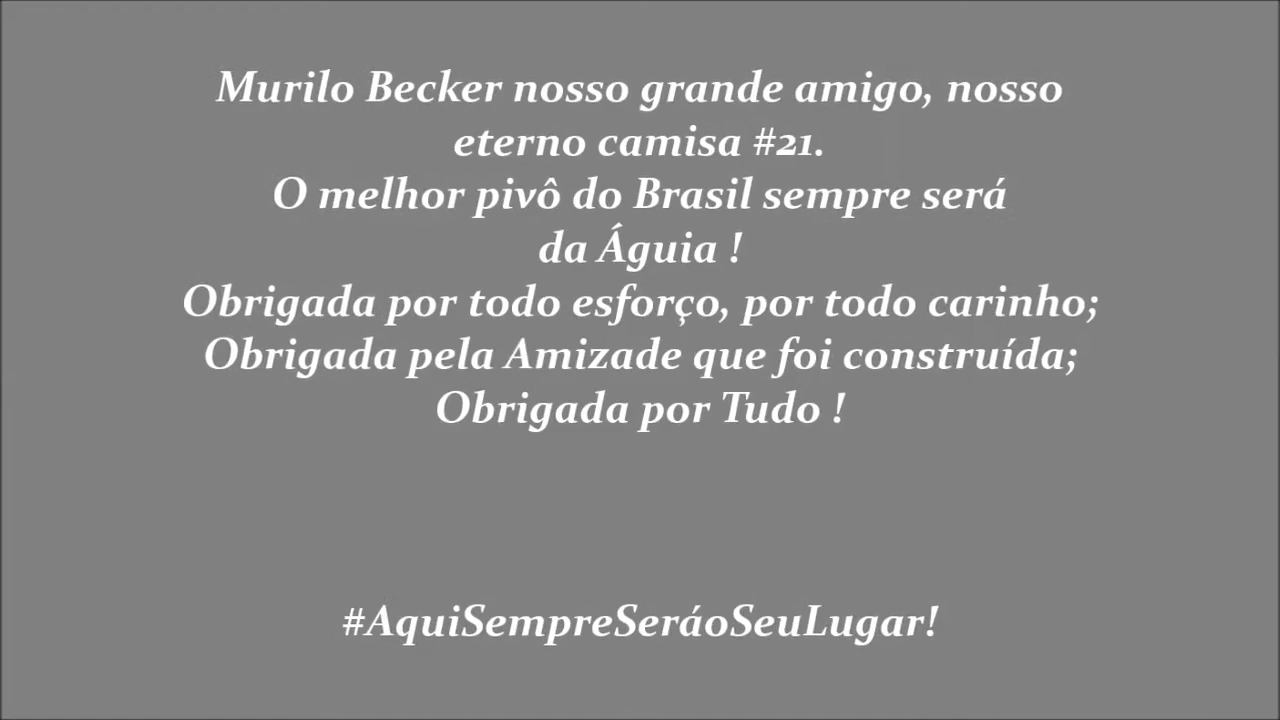 Murilo Becker nosso grande amigo, nosso
eterno camisa #21.
O melhor pivô do Brasil sempre será
da Águia !
Obrigada por todo esforço, por todo carinho;
Obrigada pela Amizade que foi construída;
Obrigada por Tudo !
#AquiSempreSeráoSeuLugar!